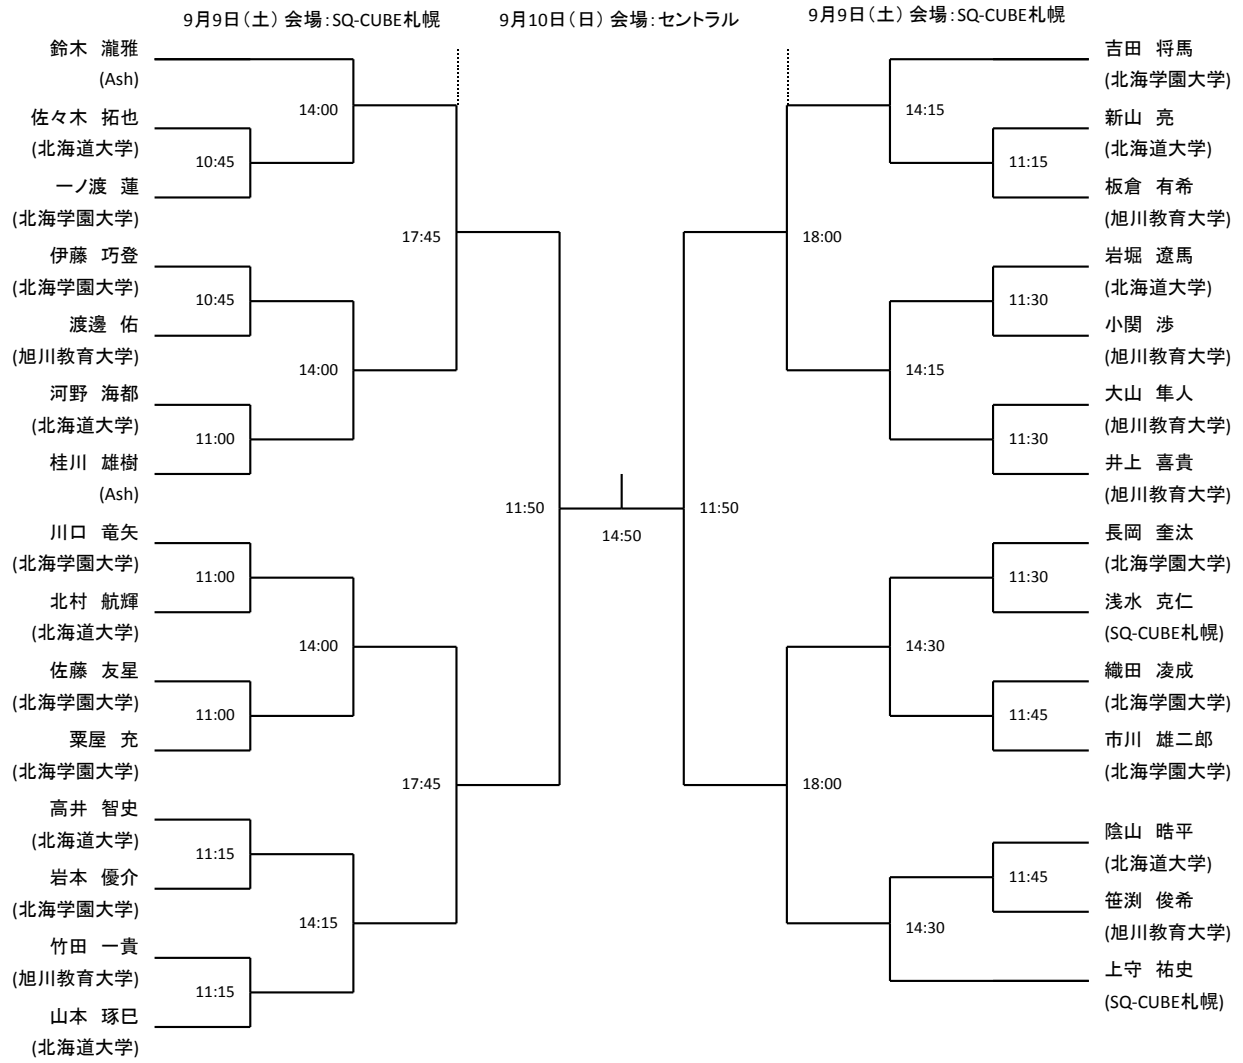 9月9日(土) 会場:SQ-CUBE札幌
9月10日(日) 会場:セントラル
9月9日(土) 会場:SQ-CUBE札幌
鈴木 瀧雅
(Ash)
14:00
佐々木 拓也
(北海道大学)
10:45
一ノ渡 蓮
(北海学園大学)
17:45
伊藤 巧登
(北海学園大学)
10:45
渡邊 佑
(旭川教育大学)
14:00
河野 海都
(北海道大学)
11:00
桂川 雄樹
(Ash)
11:50
川口 竜矢
(北海学園大学)
11:00
北村 航輝
(北海道大学)
14:00
佐藤 友星
(北海学園大学)
11:00
粟屋 充
(北海学園大学)
17:45
高井 智史
(北海道大学)
11:15
岩本 優介
(北海学園大学)
14:15
竹田 一貴
(旭川教育大学)
11:15
山本 琢巳
(北海道大学)
14:50
吉田 将馬
(北海学園大学)
14:15
新山 亮
(北海道大学)
11:15
板倉 有希
(旭川教育大学)
18:00
岩堀 遼馬
(北海道大学)
11:30
小関 渉
(旭川教育大学)
14:15
大山 隼人
(旭川教育大学)
11:30
井上 喜貴
(旭川教育大学)
11:50
長岡 奎汰
(北海学園大学)
11:30
浅水 克仁
(SQ-CUBE札幌)
14:30
織田 凌成
(北海学園大学)
11:45
市川 雄二郎
(北海学園大学)
18:00
陰山 晧平
(北海道大学)
11:45
笹渕 俊希
(旭川教育大学)
14:30
上守 祐史
(SQ-CUBE札幌)